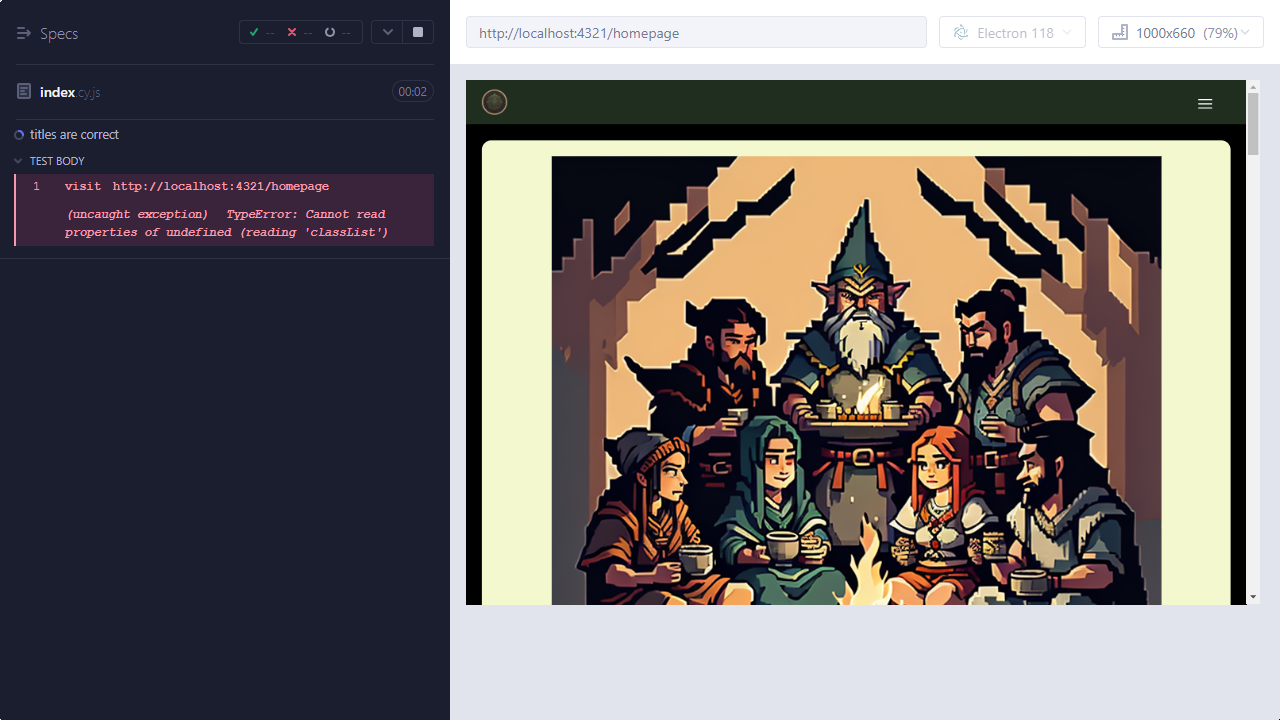 Specs
-- -- --
index.cy.js
00:02
titles are correct
TEST BODY
1 visit http://localhost:4321/homepage
(uncaught exception) TypeError: Cannot read
properties of undefined (reading 'classList')
http://localhost:4321/homepage
Electron 118
1000x660 (79%)